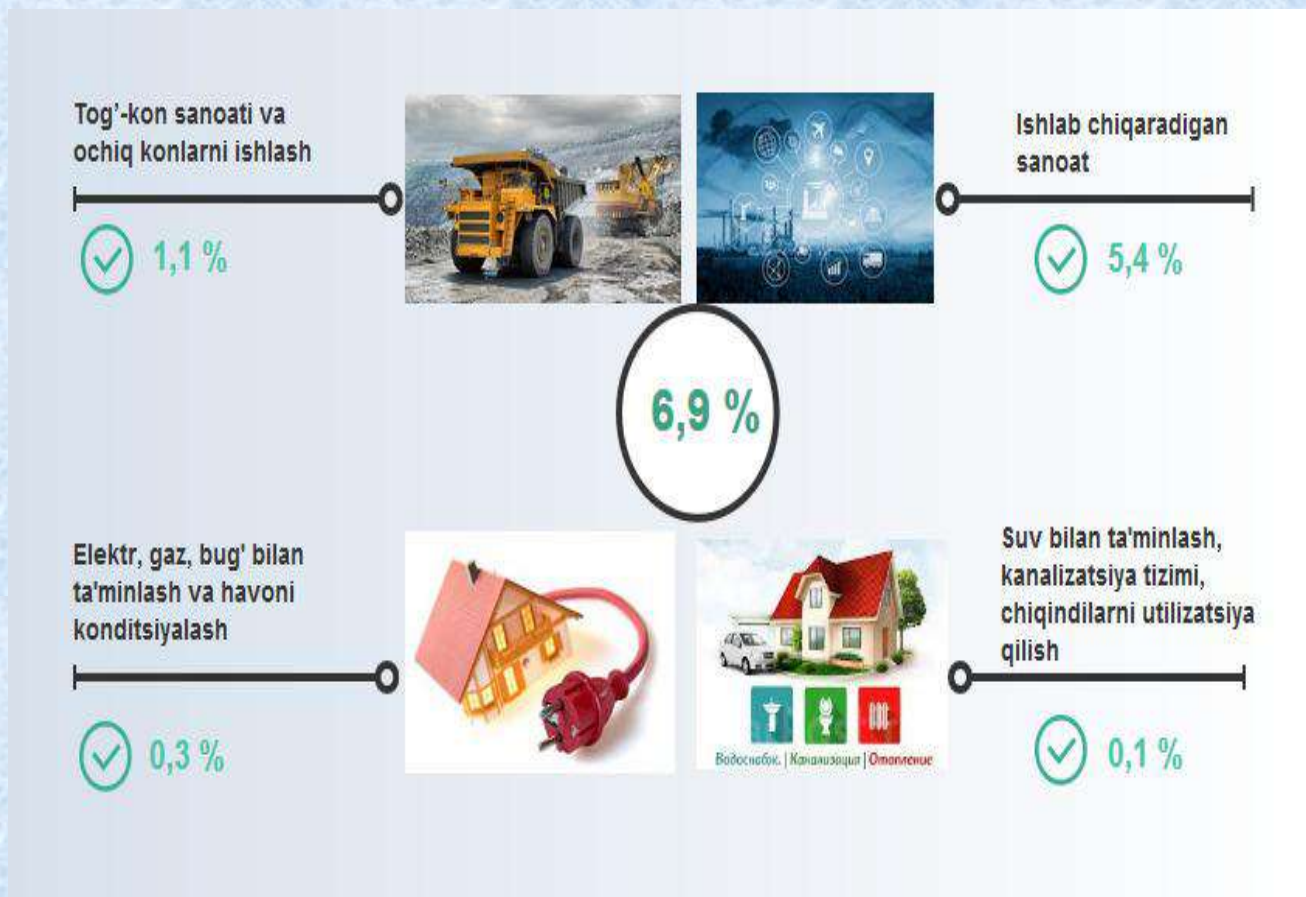 Tog’-kon sanoati va
ochiq konlarni ishlash
1,1 %
Ishlab chiqaradigan
sanoat
5,4 %
6,9 %
Elektr, gaz, bug' bilan
ta'minlash va havoni
konditsiyalash
0,3 %
Suv bilan ta'minlash,
kanalizatsiya tizimi,
chiqindilarni utilizatsiya
qilish
0,1 %
Водоснабж. | Канализация | Отопление